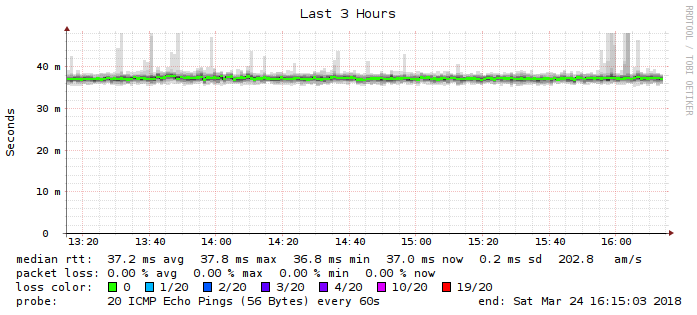 Last 3 Hours
RRDTOOL / TOBI OETIKER
Seconds
40 m
30 m
20 m
10 m
0
13:20 13:40 14:00 14:20 14:40 15:00 15:20 15:40 16:00
median rtt: 37.2 ms avg 37.8 ms max 36.8 ms min 37.0 ms now 0.2 ms sd 202.8 am/s
packet loss: 0.00 % avg 0.00 % max 0.00 % min 0.00 % now
loss color: 0 1/20 2/20 3/20 4/20 10/20 19/20
probe: 20 ICMP Echo Pings (56 Bytes) every 60s end: Sat Mar 24 16:15:03 2018